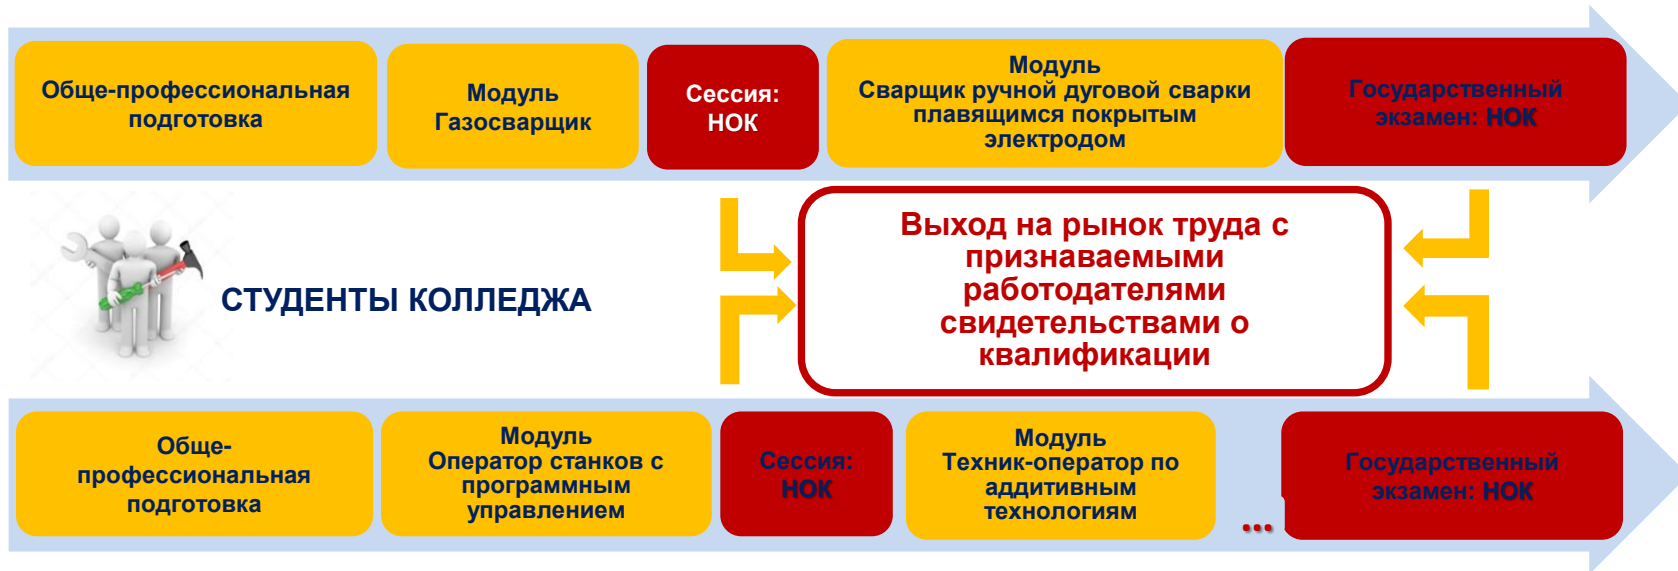 Обще-профессиональная
подготовка
Модуль
Газосварщик
Сессия:
НОК
Модуль
Сварщик ручной дуговой сварки
плавящимся покрытым
электродом
Государственный
экзамен: НОК
СТУДЕНТЫ КОЛЛЕДЖА
Выход на рынок труда с
признаваемыми
работодателями
свидетельствами о
квалификации
Обще-
профессиональная
подготовка
Модуль
Оператор станков с
программным
управлением
Сессия:
НОК
Модуль
Техник-оператор по
аддитивным
технологиям
...
Государственный
экзамен: НОК